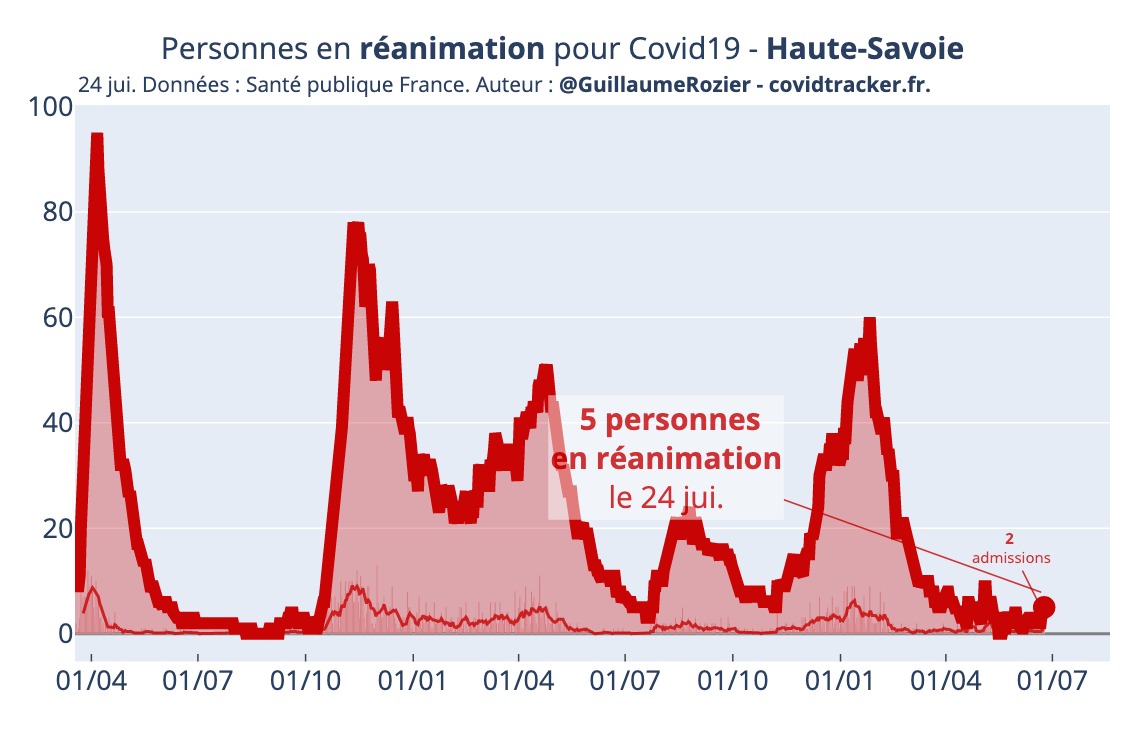 Personnes en réanimation pour Covid19 - Haute-Savoie
24 jui. Données : Santé publique France. Auteur : @GuillaumeRozier - covidtracker.fr.
100
80
60
40
20
0
5 personnes
en réanimation
le 24 jui.
2
admissions
01/04 01/07 01/10 01/01 01/04 01/07 01/10 01/01 01/04 01/07